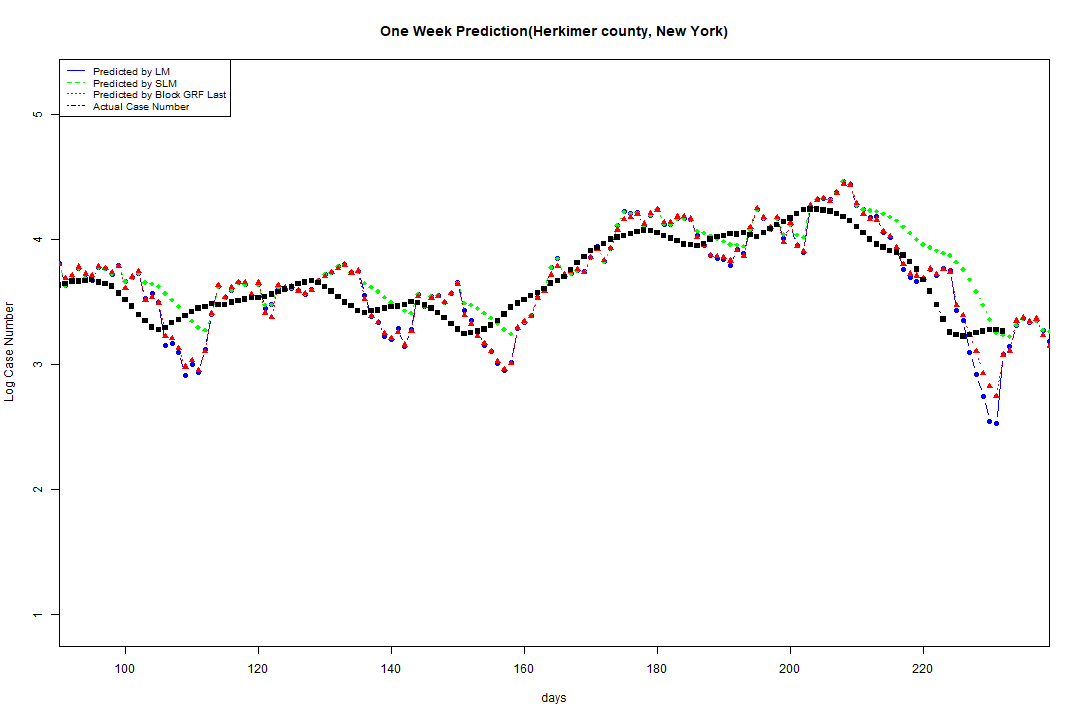 One Week Prediction(Herkimer county, New York)
Predicted by LM
Predicted by SLM
Predicted by Block GRF Last
Actual Case Number
5
4
3
2
1
Log Case Number
100 120 140 160 180 200 220
days